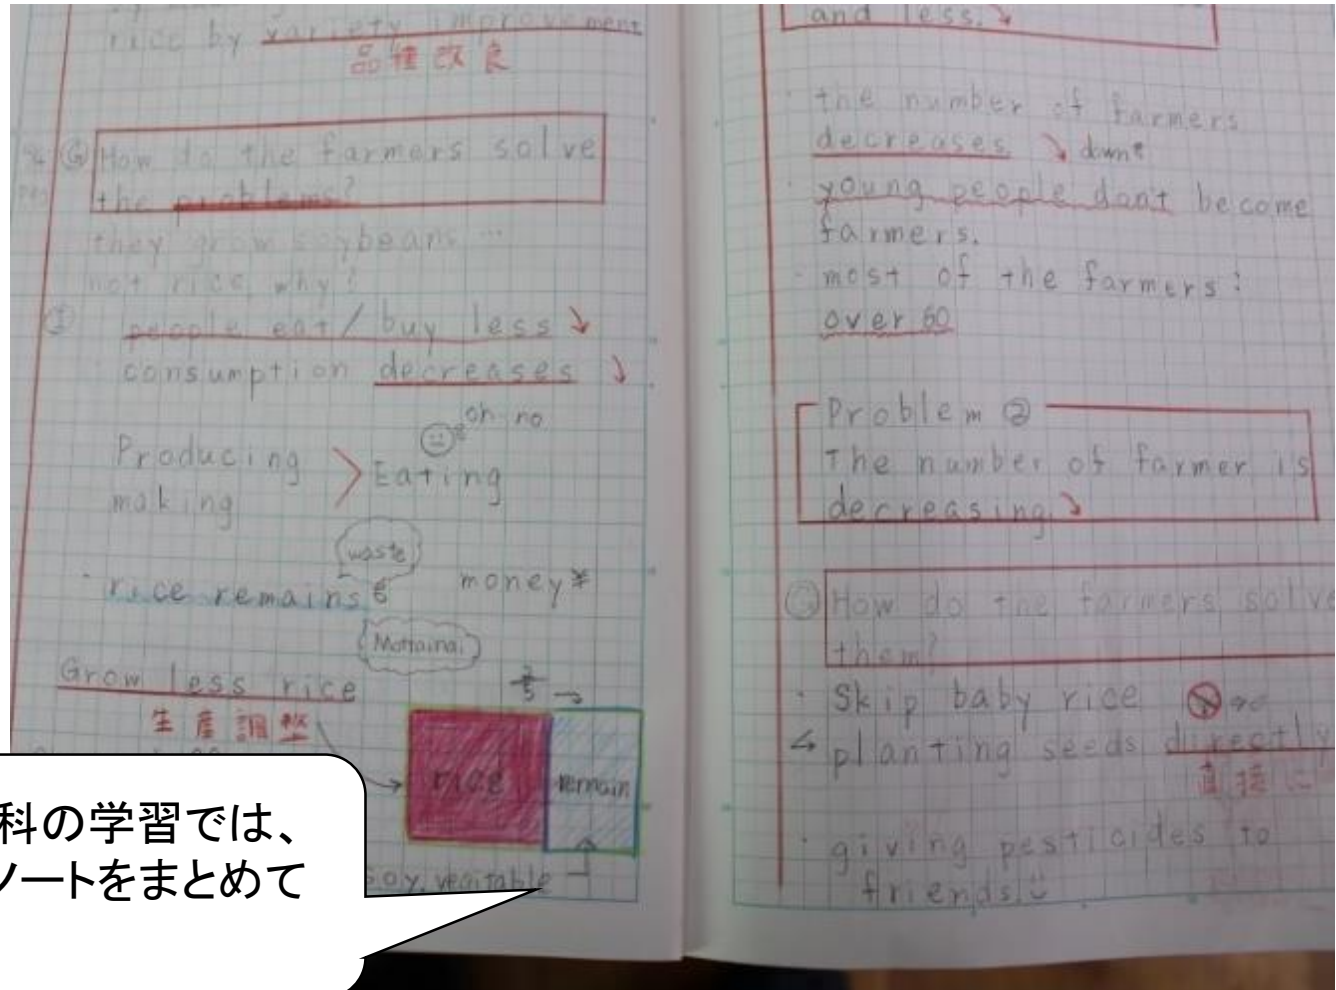 rice by variety improvement
品種改良
G How do the farmers solve
the problems?
they grow soybeans ...
not rice, why?
I people eat / buy less ↘
consumption decreases ↘
oh no
Producing > Eating
making
waste
rice remains money ¥
Mottainai
Grow less rice
生産調整
2/5 →
rice remain
soy, vegitable
科の学習では、
ノートをまとめて
and less. ↘
・the number of farmers
decreases ↘ down
・young people don't become
farmers.
・most of the farmers:
over 60
Problem ②
The number of farmer is
decreasing ↘
G How do the farmers solve
them?
・Skip baby rice
↳ planting seeds directly
直接に
・giving pesticides to
friends